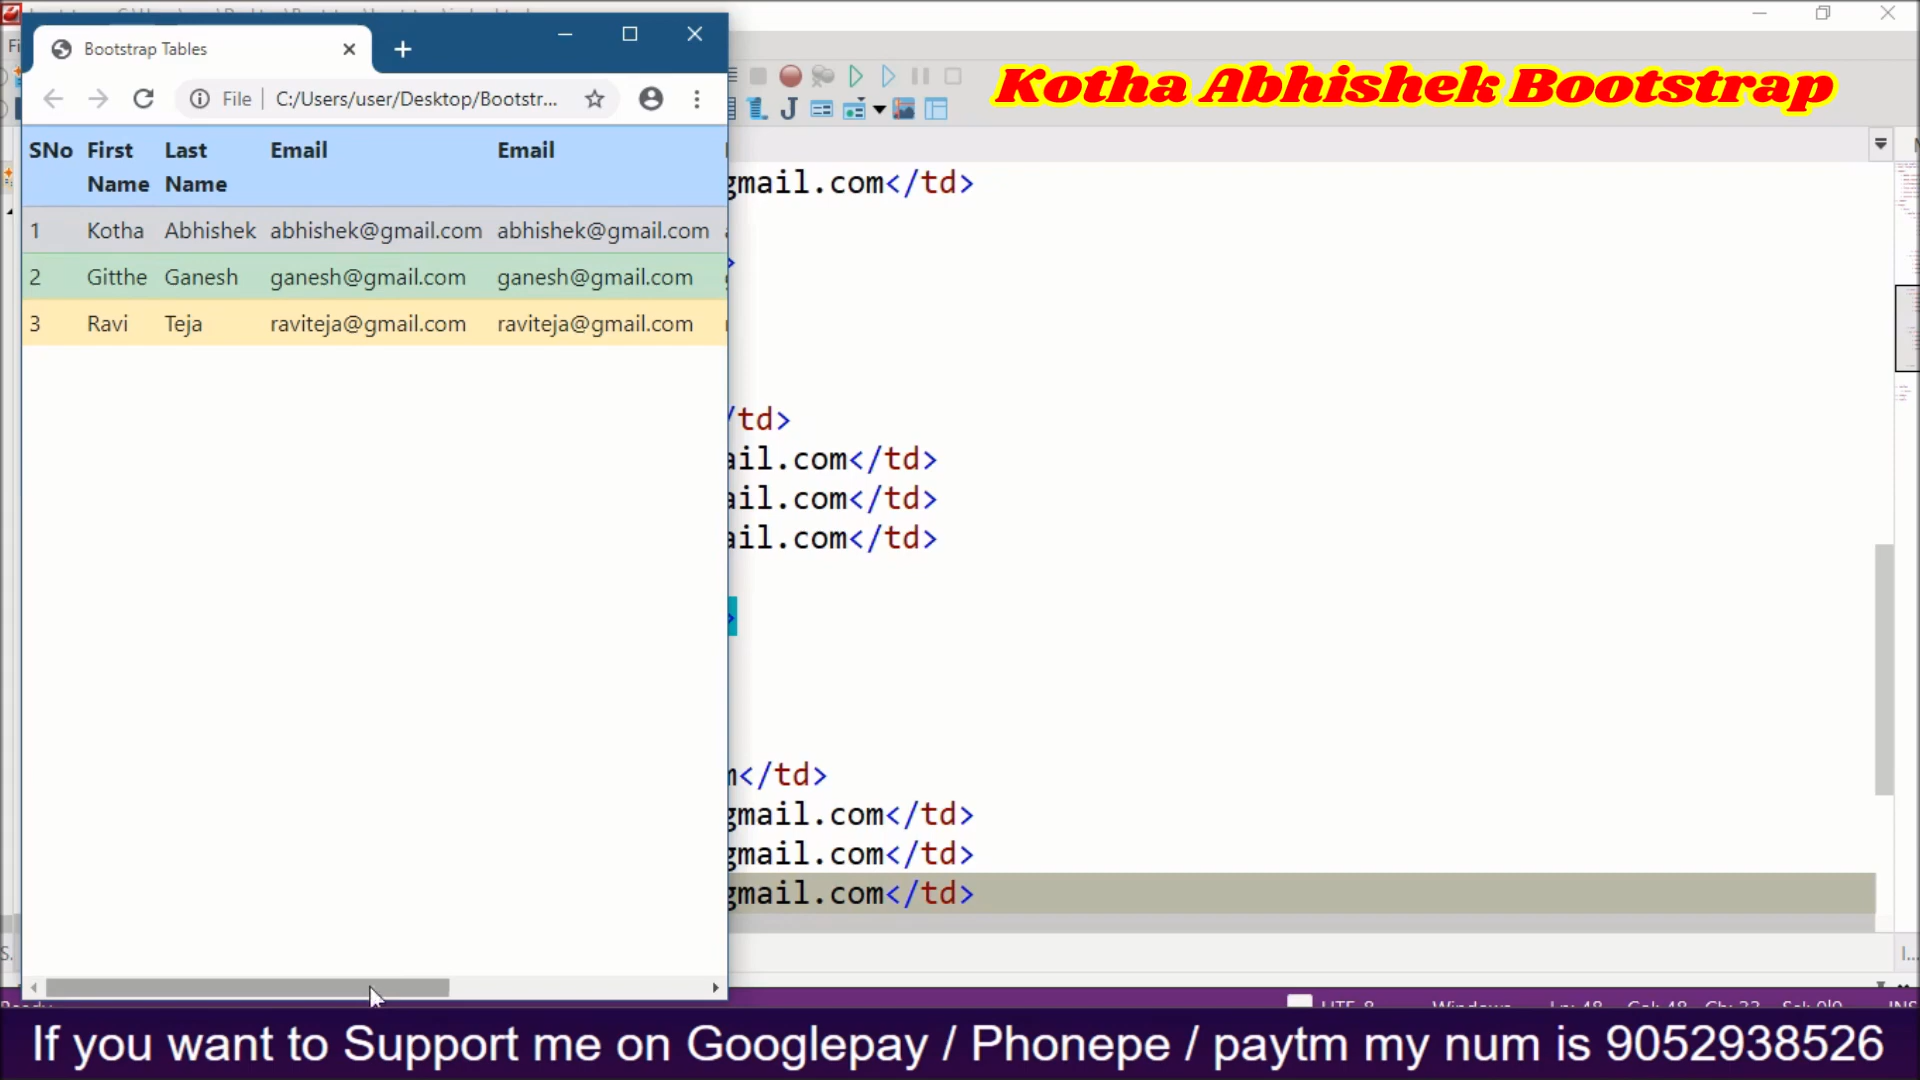 Bootstrap Tables
File
C:/Users/user/Desktop/Bootstr...
Kotha Abhishek Bootstrap
SNo First Name Last Name Email Email
1 Kotha Abhishek abhishek@gmail.com abhishek@gmail.com
2 Gitthe Ganesh ganesh@gmail.com ganesh@gmail.com
3 Ravi Teja raviteja@gmail.com raviteja@gmail.com
gmail.com</td>
/td>
ail.com</td>
ail.com</td>
ail.com</td>
m</td>
gmail.com</td>
gmail.com</td>
gmail.com</td>
If you want to Support me on Googlepay / Phonepe / paytm my num is 9052938526